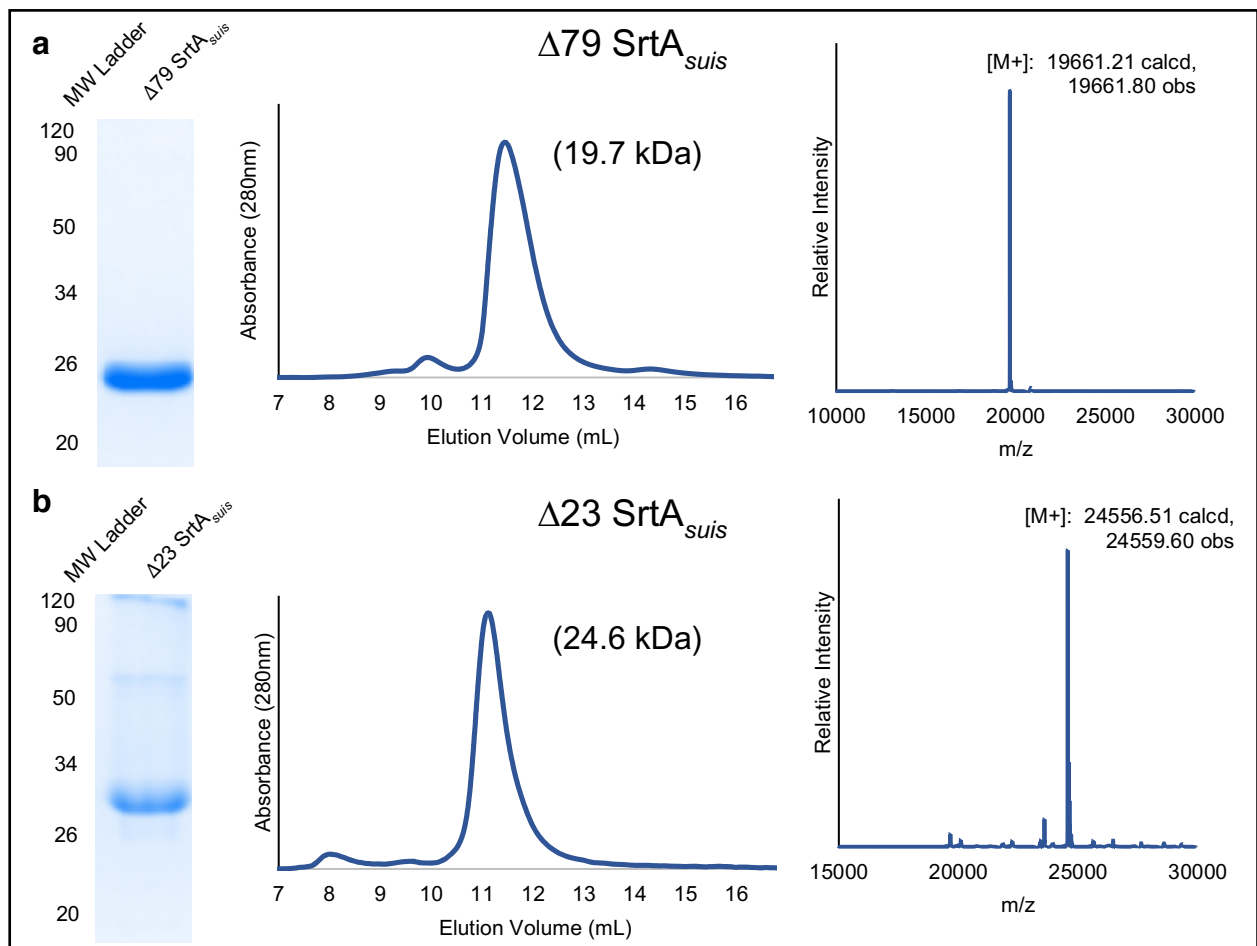 a
MW Ladder
Δ79 SrtAsuis
120
90
50
34
26
20
Δ79 SrtAsuis
(19.7 kDa)
Absorbance (280nm)
7 8 9 10 11 12 13 14 15 16
Elution Volume (mL)
[M+]: 19661.21 calcd,
19661.80 obs
Relative Intensity
10000 15000 20000 25000 30000
m/z
b
MW Ladder
Δ23 SrtAsuis
120
90
50
34
26
20
Δ23 SrtAsuis
(24.6 kDa)
Absorbance (280nm)
7 8 9 10 11 12 13 14 15 16
Elution Volume (mL)
[M+]: 24556.51 calcd,
24559.60 obs
Relative Intensity
15000 20000 25000 30000
m/z